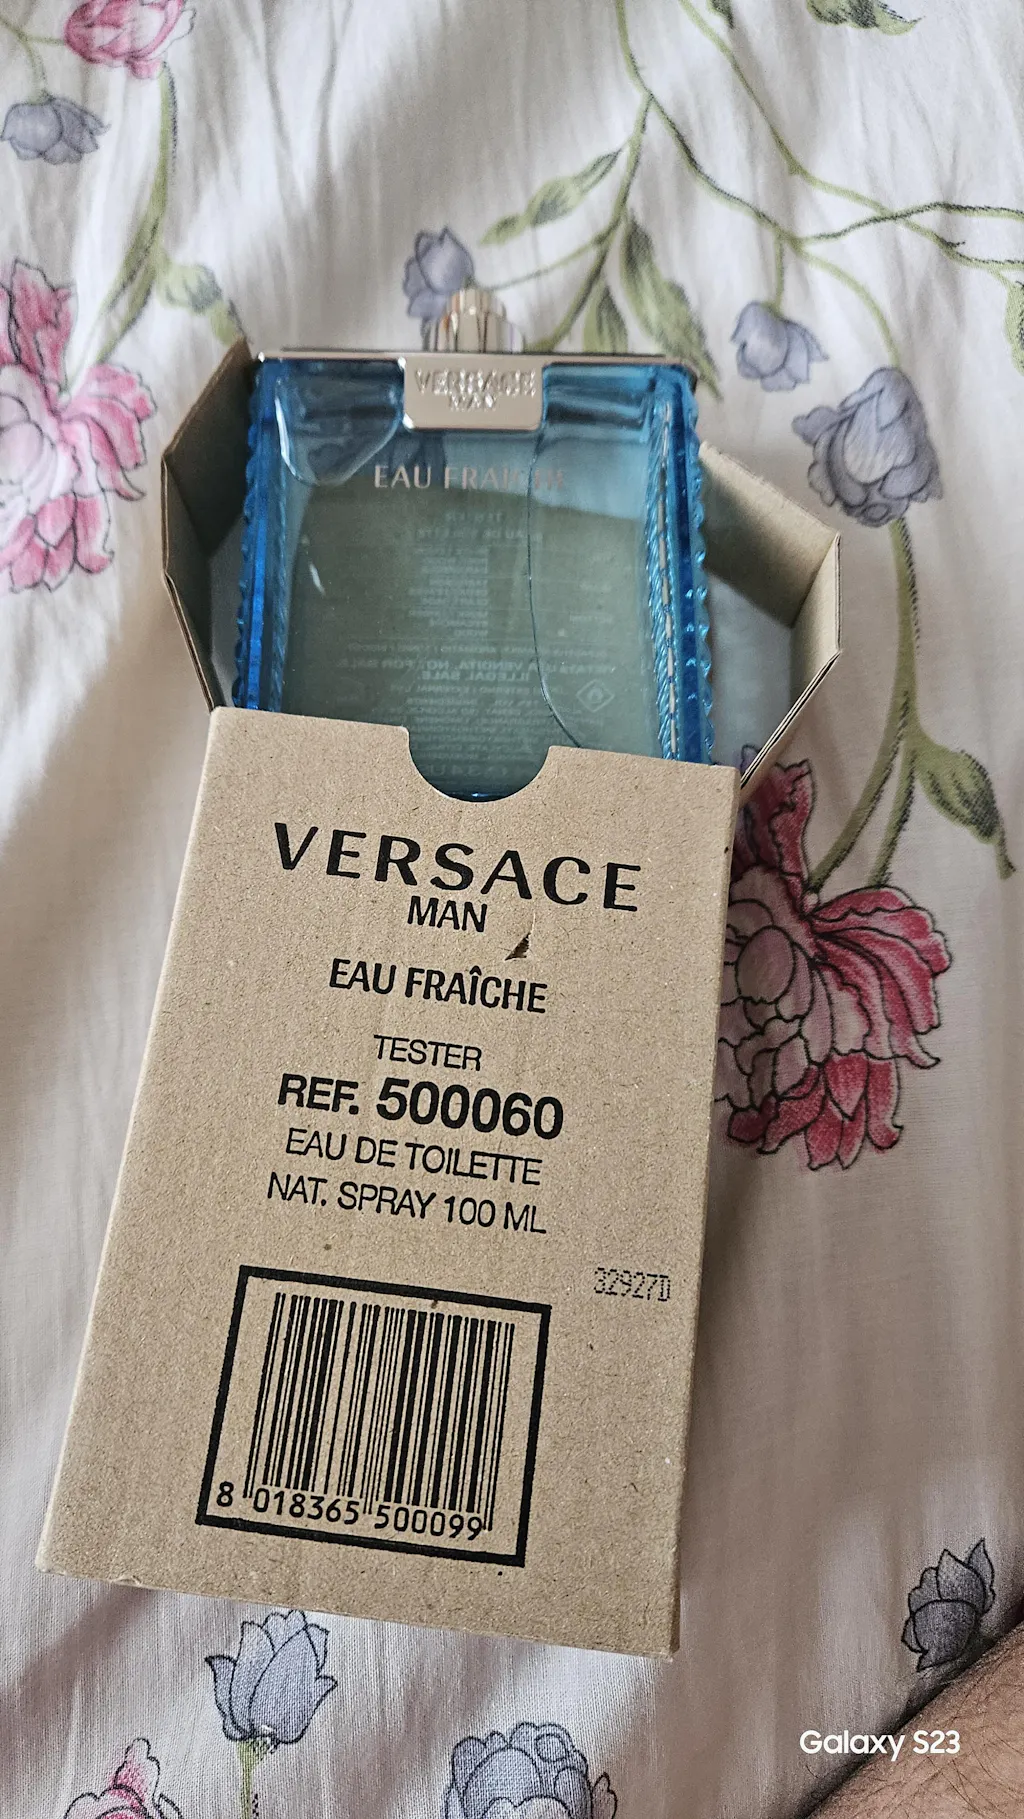 VERSACE
MAN
EAU FRAÎCHE
VERSACE
MAN
EAU FRAÎCHE
TESTER
REF. 500060
EAU DE TOILETTE
NAT. SPRAY 100 ML
32927D
8 018365 500099
Galaxy S23